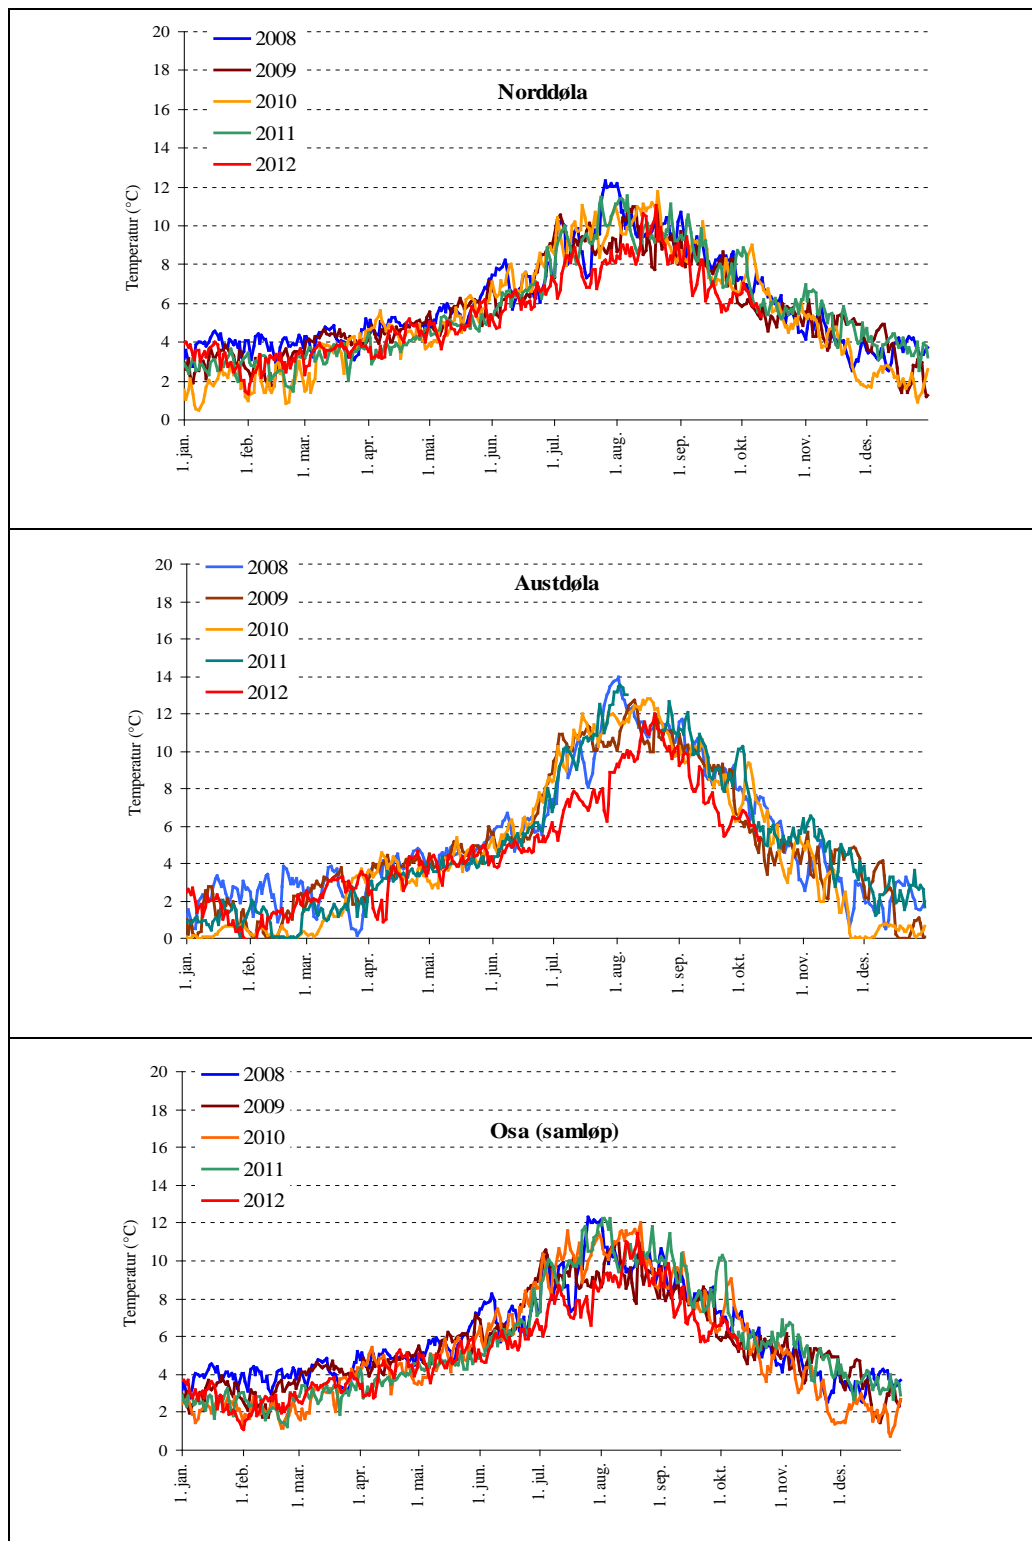 Norddøla
Temperatur (°C)
20
18
16
14
12
10
8
6
4
2
0
2008
2009
2010
2011
2012
1. jan.
1. feb.
1. mar.
1. apr.
1. mai.
1. jun.
1. jul.
1. aug.
1. sep.
1. okt.
1. nov.
1. des.
Austdøla
Temperatur (°C)
20
18
16
14
12
10
8
6
4
2
0
2008
2009
2010
2011
2012
1. jan.
1. feb.
1. mar.
1. apr.
1. mai.
1. jun.
1. jul.
1. aug.
1. sep.
1. okt.
1. nov.
1. des.
Osa (samløp)
Temperatur (°C)
20
18
16
14
12
10
8
6
4
2
0
2008
2009
2010
2011
2012
1. jan.
1. feb.
1. mar.
1. apr.
1. mai.
1. jun.
1. jul.
1. aug.
1. sep.
1. okt.
1. nov.
1. des.